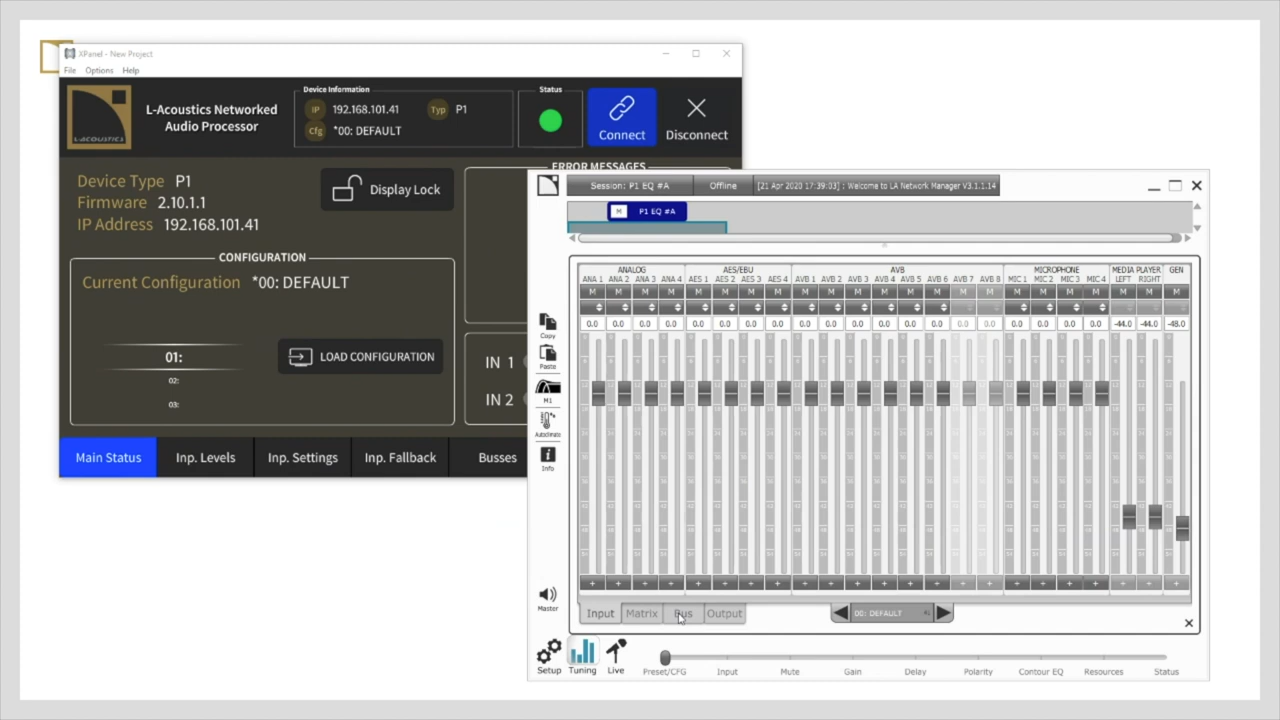 XPanel - New Project
File Options Help
L-ACOUSTICS
L-Acoustics Networked
Audio Processor
Device Information
IP 192.168.101.41 Typ P1
Cfg *00: DEFAULT
Status
Connect
Disconnect
Device Type P1
Firmware 2.10.1.1
IP Address 192.168.101.41
Display Lock
ERROR MESSAGES
CONFIGURATION
Current Configuration *00: DEFAULT
01:
02:
03:
LOAD CONFIGURATION
IN 1
IN 2
Main Status Inp. Levels Inp. Settings Inp. Fallback Busses
Session: P1 EQ #A Offline [21 Apr 2020 17:39:03] : Welcome to LA Network Manager V3.1.1.14
M P1 EQ #A
ANALOG AES/EBU AVB MICROPHONE MEDIA PLAYER GEN
ANA 1 ANA 2 ANA 3 ANA 4 AES 1 AES 2 AES 3 AES 4 AVB 1 AVB 2 AVB 3 AVB 4 AVB 5 AVB 6 AVB 7 AVB 8 MIC 1 MIC 2 MIC 3 MIC 4 LEFT RIGHT
M M M M M M M M M M M M M M M M M M M M M M M
0.0 0.0 0.0 0.0 0.0 0.0 0.0 0.0 0.0 0.0 0.0 0.0 0.0 0.0 0.0 0.0 0.0 0.0 0.0 0.0 -44.0 -44.0 -48.0
Copy
Paste
M1
Autoclimate
Info
Master
+ + + + + + + + + + + + + + + + + + + + + + +
Input Matrix Bus Output
00: DEFAULT
Setup Tuning Live
Preset/CFG Input Mute Gain Delay Polarity Contour EQ Resources Status